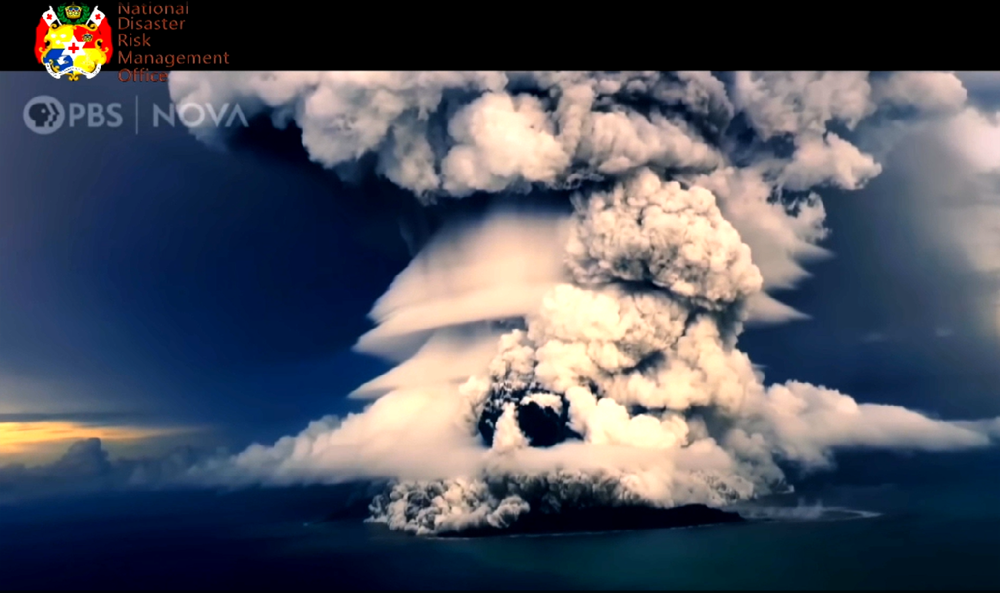 National
Disaster
Risk
Management
Office
PBS | NOVA